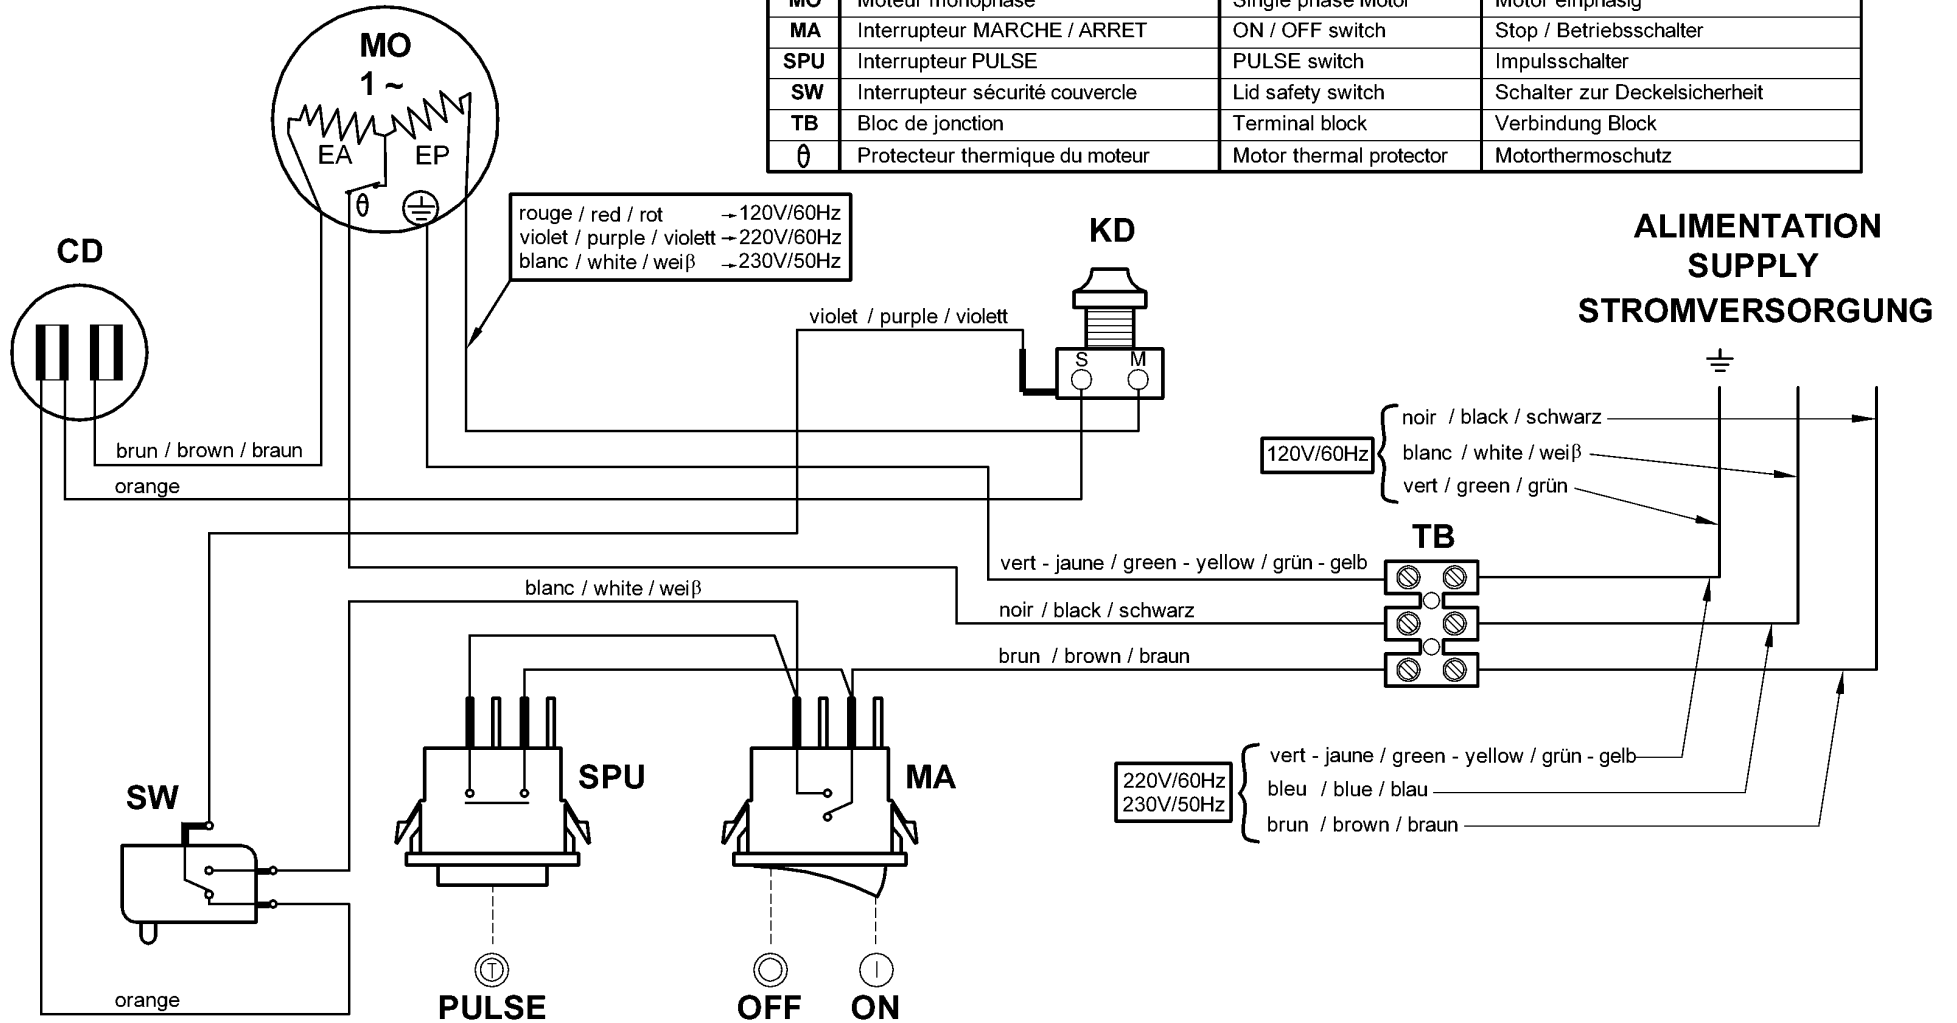 MO Moteur monophasé Single phase Motor Motor einphasig
MA Interrupteur MARCHE / ARRET ON / OFF switch Stop / Betriebsschalter
SPU Interrupteur PULSE PULSE switch Impulsschalter
SW Interrupteur sécurité couvercle Lid safety switch Schalter zur Deckelsicherheit
TB Bloc de jonction Terminal block Verbindung Block
θ Protecteur thermique du moteur Motor thermal protector Motorthermoschutz
MO
1 ~
EA EP
θ
rouge / red / rot → 120V/60Hz
violet / purple / violett → 220V/60Hz
blanc / white / weiβ → 230V/50Hz
CD
KD
S M
ALIMENTATION
SUPPLY
STROMVERSORGUNG
violet / purple / violett
brun / brown / braun
orange
120V/60Hz
noir / black / schwarz
blanc / white / weiβ
vert / green / grün
TB
vert - jaune / green - yellow / grün - gelb
blanc / white / weiβ
noir / black / schwarz
brun / brown / braun
SW
SPU
MA
220V/60Hz
230V/50Hz
vert - jaune / green - yellow / grün - gelb
bleu / blue / blau
brun / brown / braun
orange
T
PULSE
OFF
I
ON